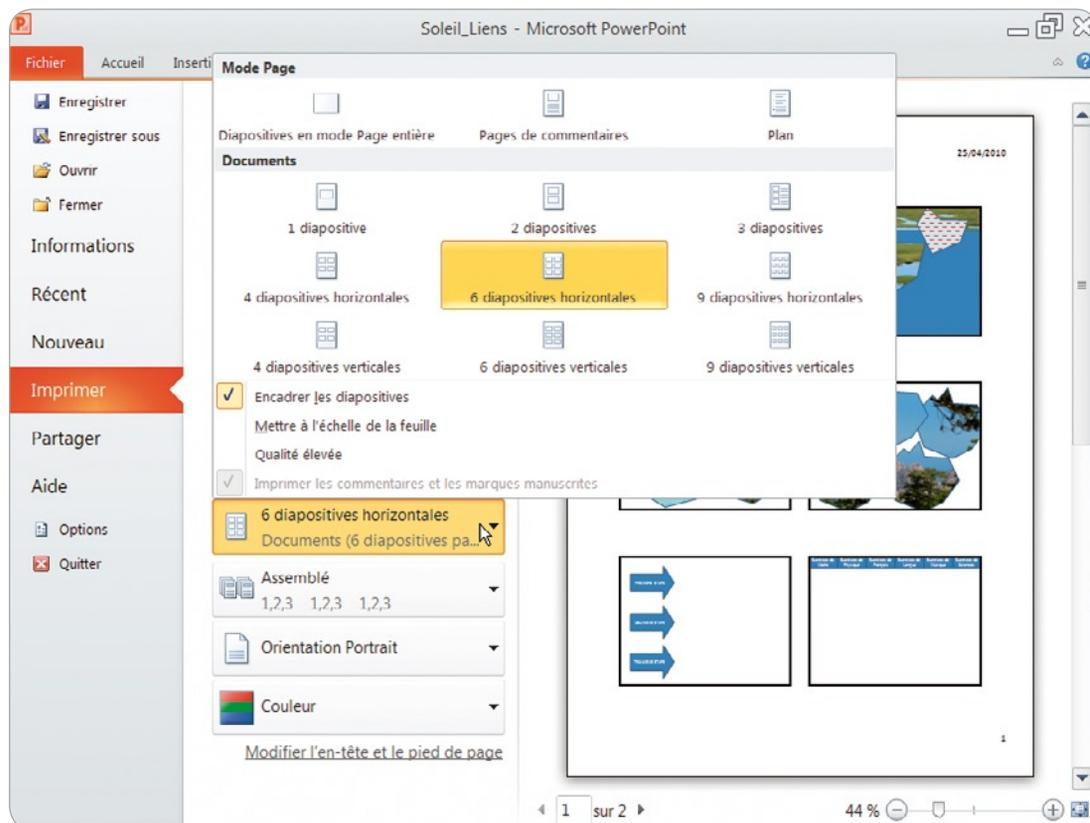 Soleil_Liens - Microsoft PowerPoint
Fichier Accueil Inserti
Enregistrer
Enregistrer sous
Ouvrir
Fermer
Informations
Récent
Nouveau
Imprimer
Partager
Aide
Options
Quitter
Mode Page
Diapositives en mode Page entière Pages de commentaires Plan
Documents
1 diapositive 2 diapositives 3 diapositives
4 diapositives horizontales 6 diapositives horizontales 9 diapositives horizontales
4 diapositives verticales 6 diapositives verticales 9 diapositives verticales
Encadrer les diapositives
Mettre à l'échelle de la feuille
Qualité élevée
Imprimer les commentaires et les marques manuscrites
6 diapositives horizontales
Documents (6 diapositives pa...
Assemblé
1,2,3 1,2,3 1,2,3
Orientation Portrait
Couleur
Modifier l'en-tête et le pied de page
25/04/2010
1
1 sur 2
44 %